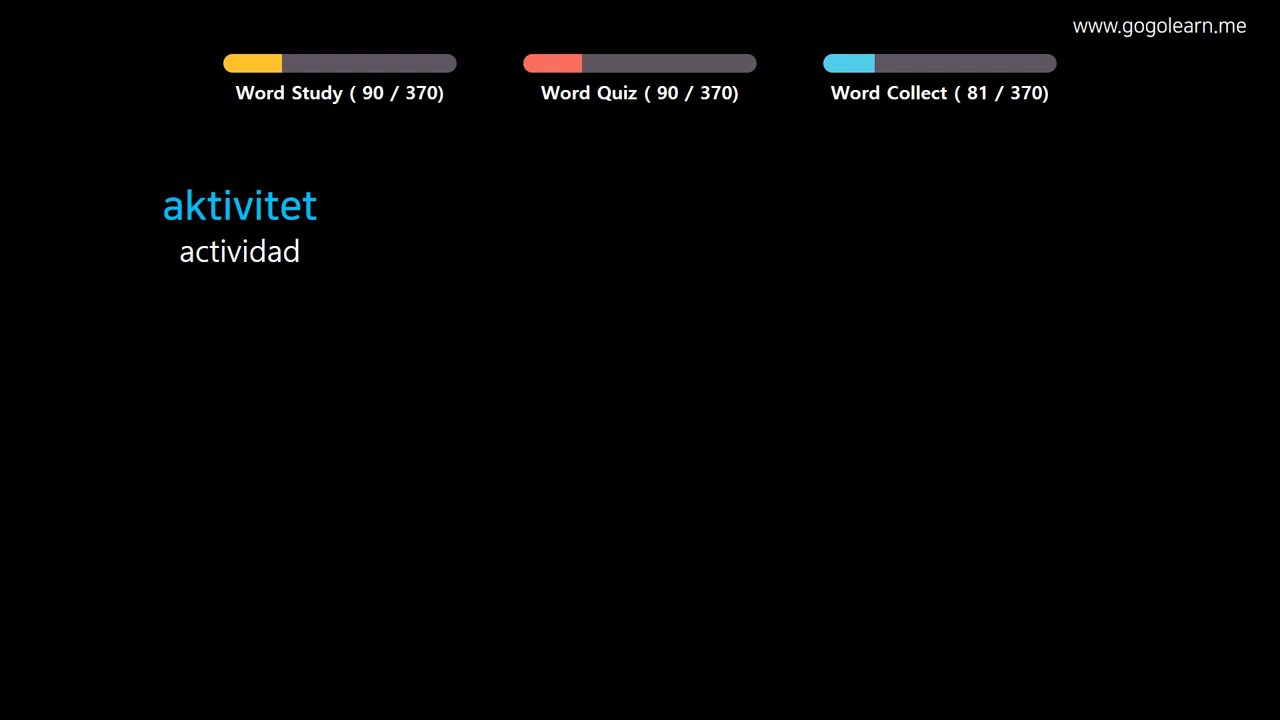 www.gogolearn.me
Word Study ( 90 / 370)
Word Quiz ( 90 / 370)
Word Collect ( 81 / 370)
aktivitet
actividad